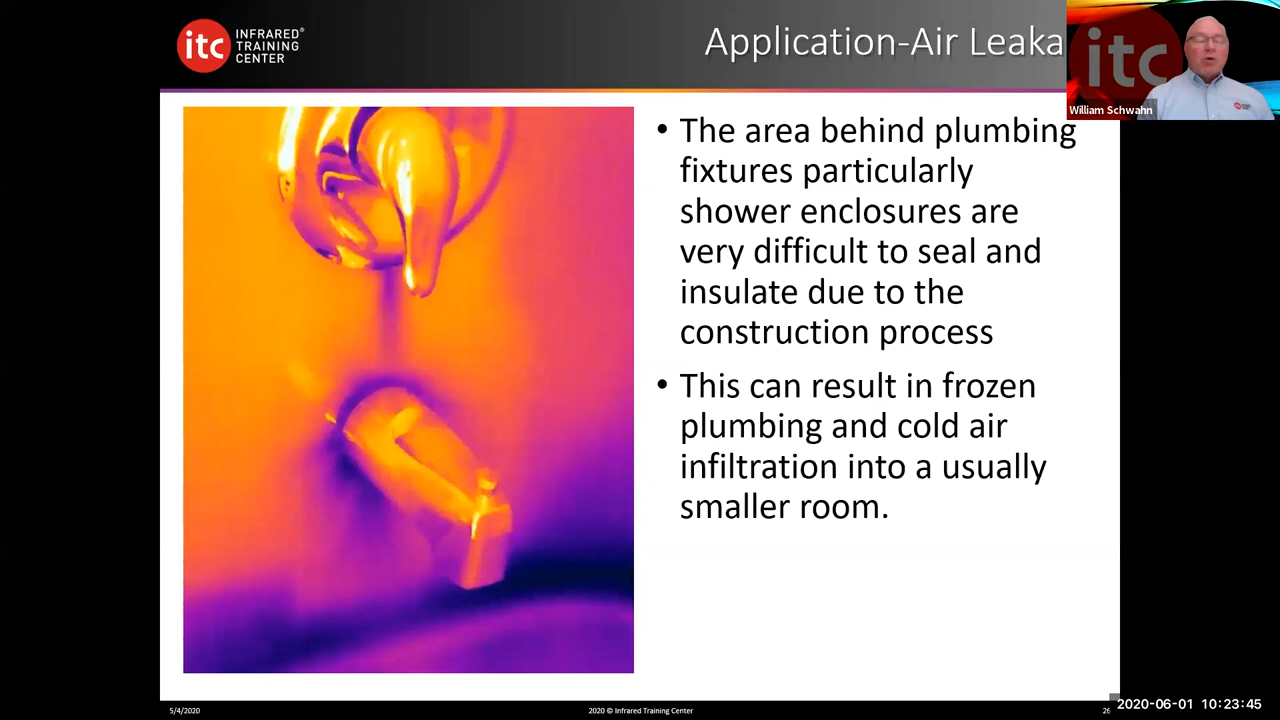 itc INFRARED®
TRAINING
CENTER
Application-Air Leaka
itc
William Schwahn
• The area behind plumbing
fixtures particularly
shower enclosures are
very difficult to seal and
insulate due to the
construction process
• This can result in frozen
plumbing and cold air
infiltration into a usually
smaller room.
5/4/2020
2020 © Infrared Training Center
26
2020-06-01 10:23:45